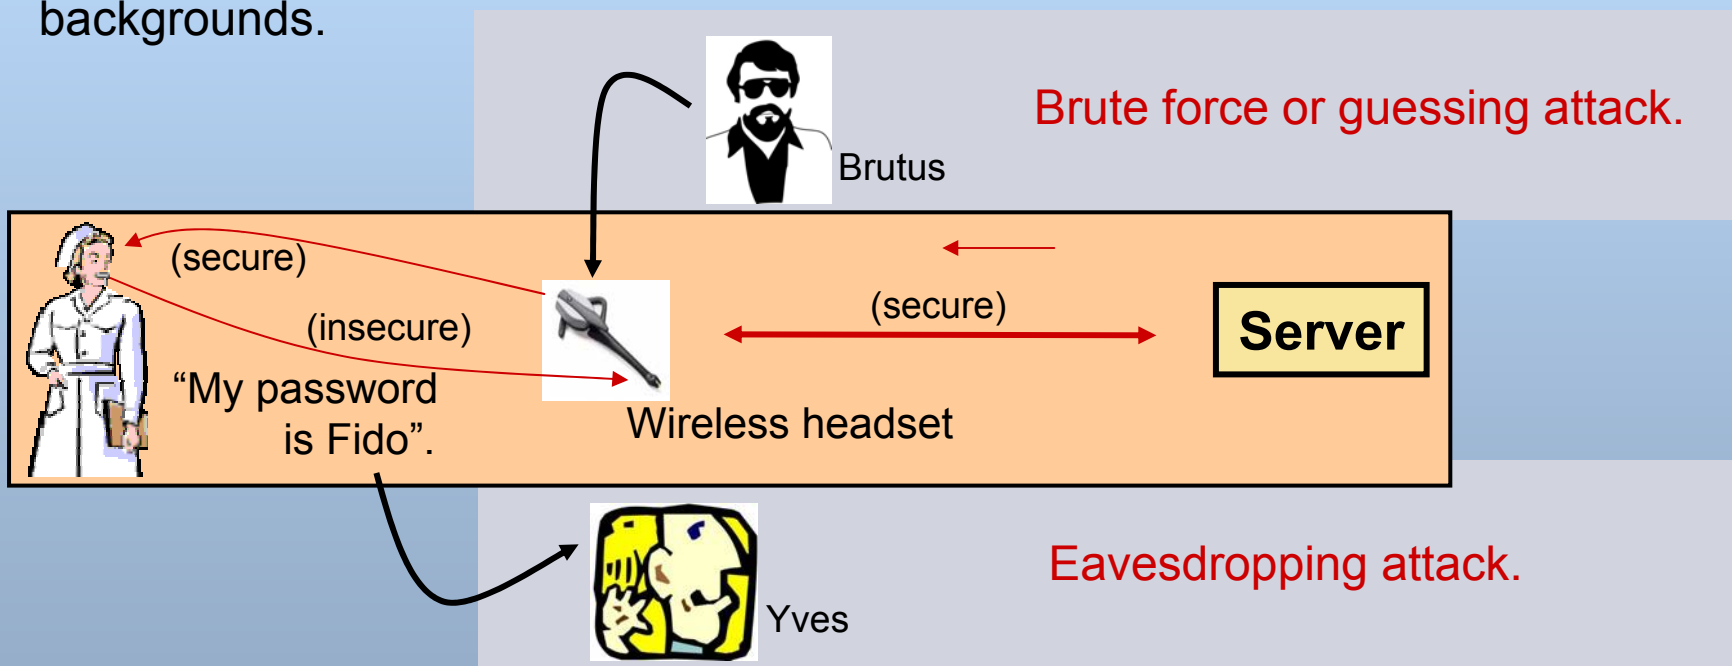 backgrounds.
Brute force or guessing attack.
Brutus
(secure)
(secure)
(insecure)
Server
“My password
is Fido”.
Wireless headset
Eavesdropping attack.
Yves